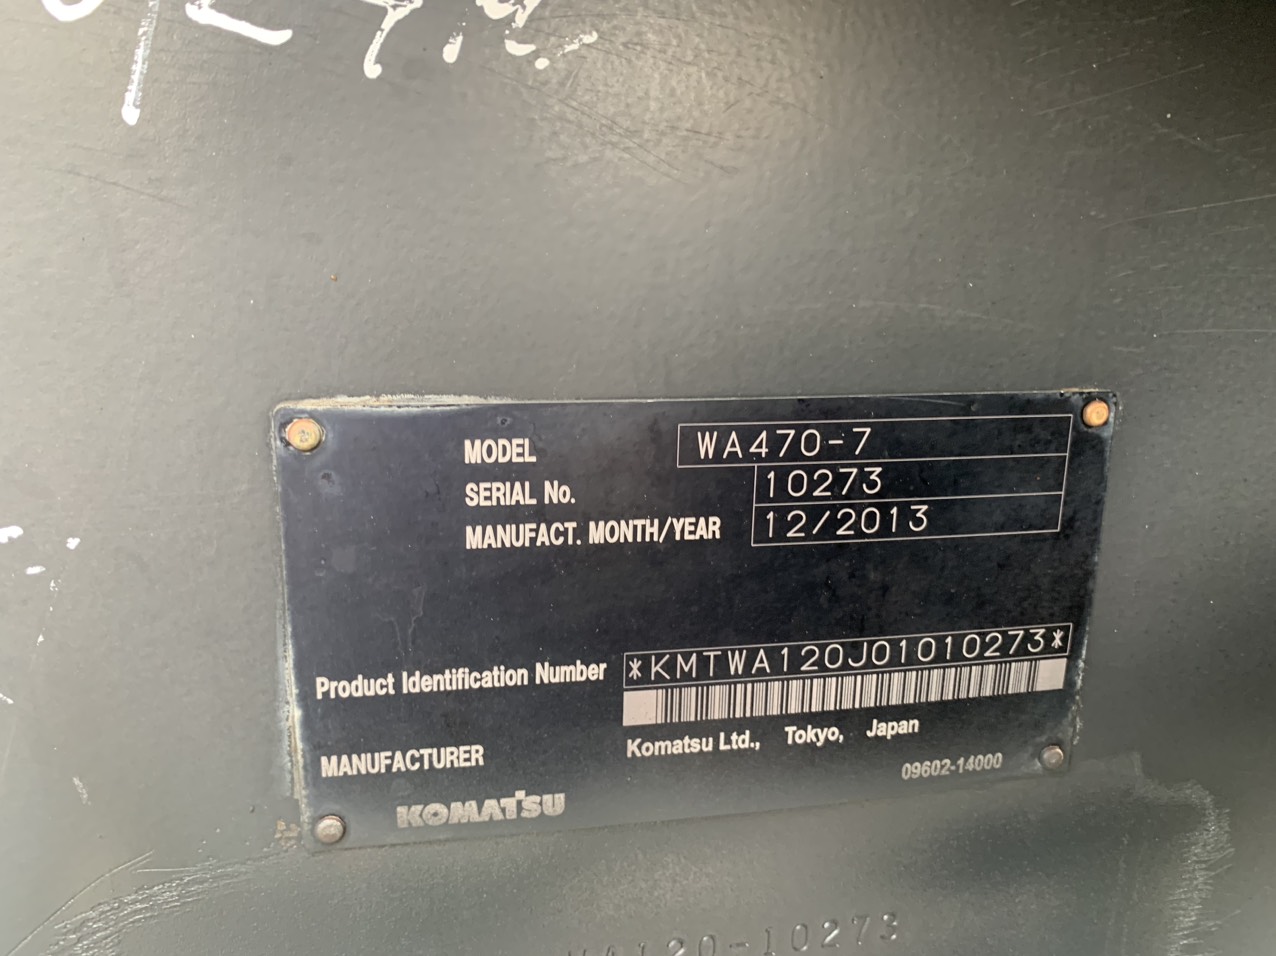 MODEL WA470-7
SERIAL No. 10273
MANUFACT. MONTH/YEAR 12/2013
Product Identification Number *KMTWA120J01010273*
MANUFACTURER Komatsu Ltd., Tokyo, Japan
09602-14000
KOMATSU
WA120-10273